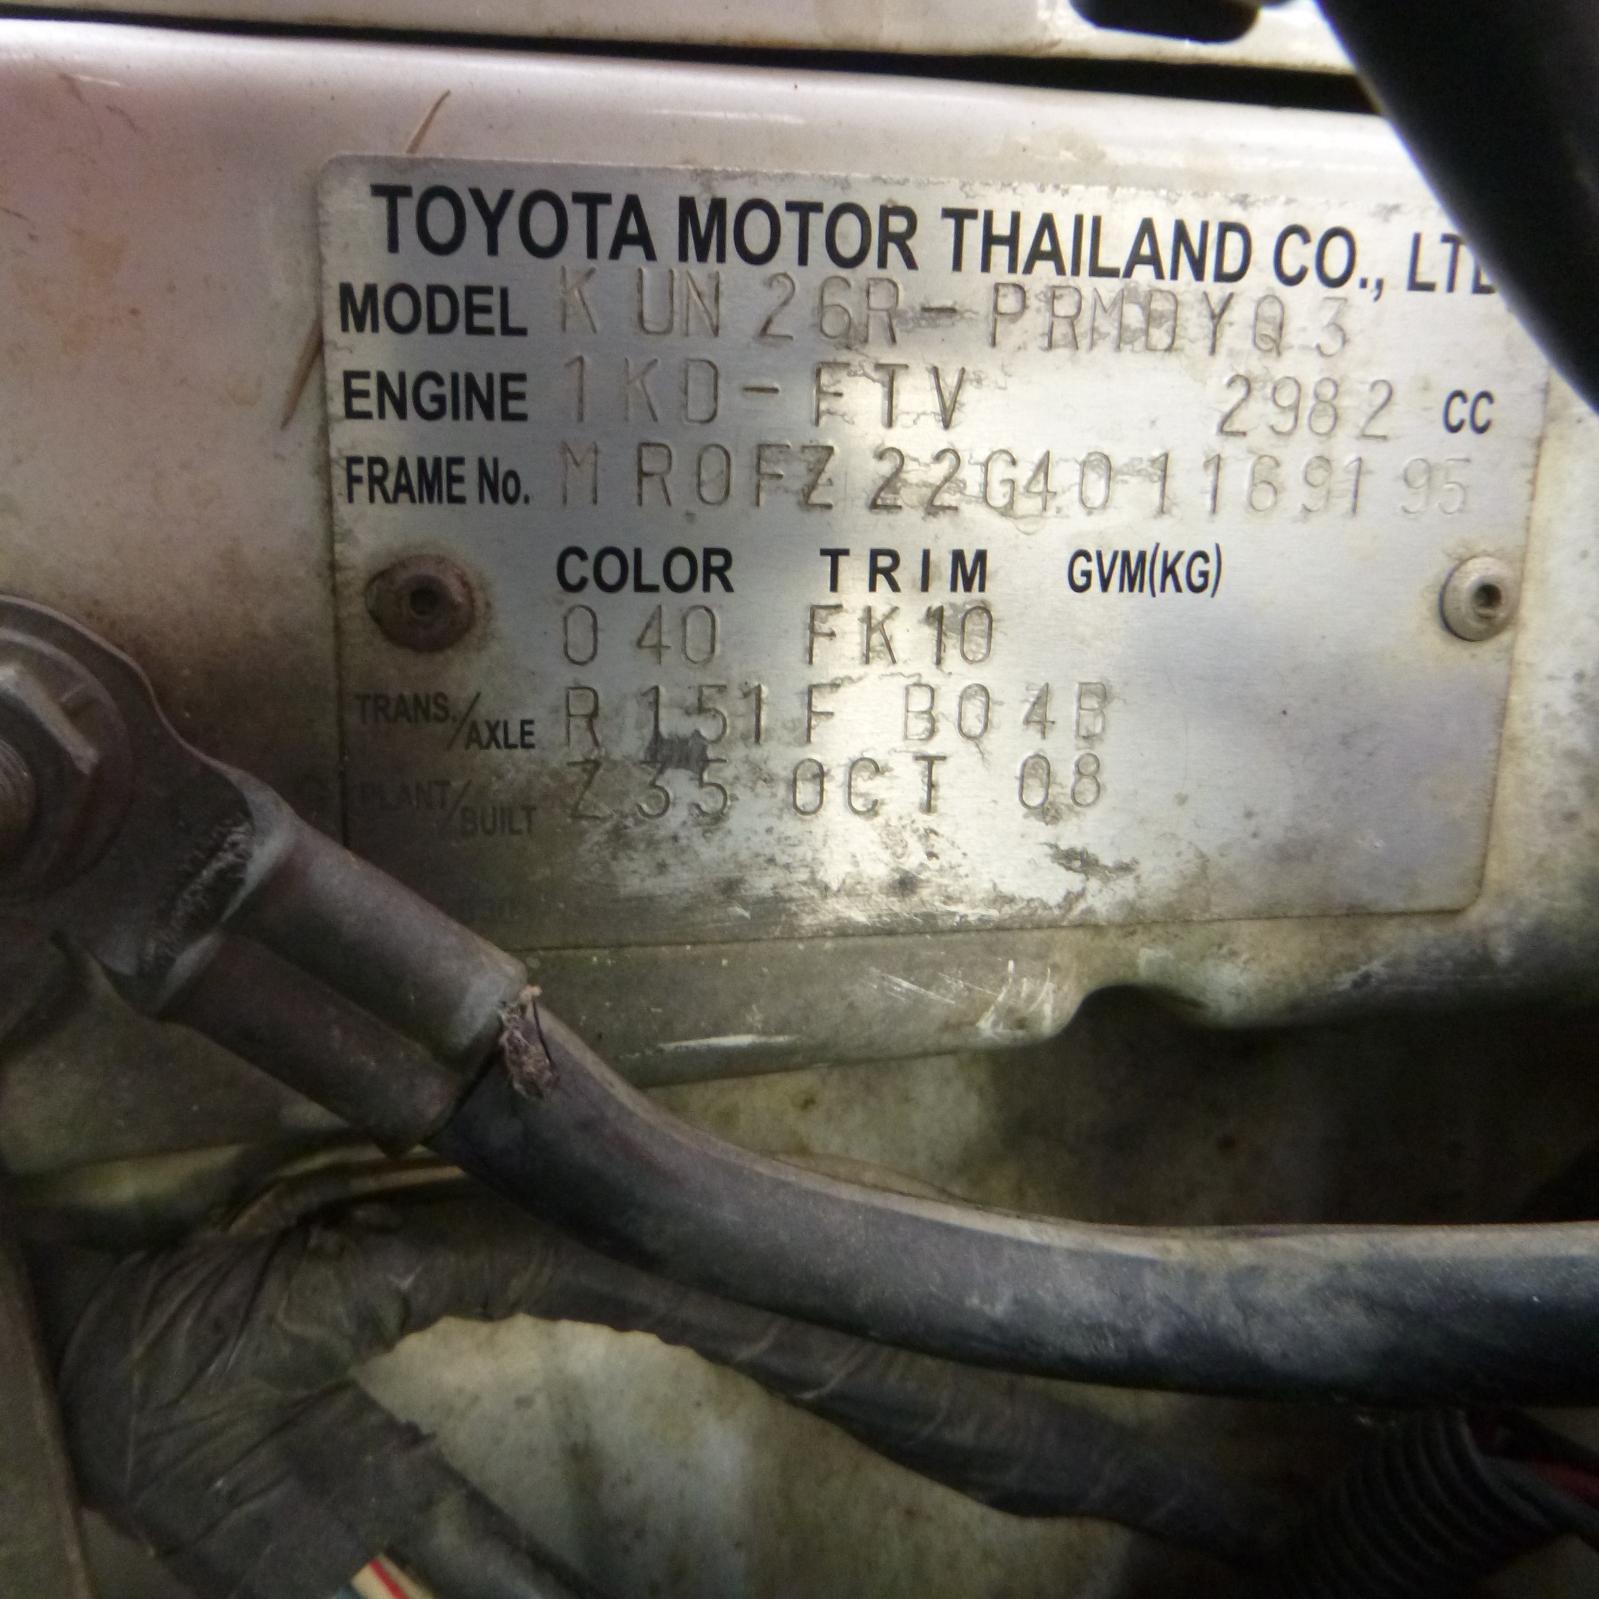 TOYOTA MOTOR THAILAND CO., LTD
MODEL KUN26R-PRMDYQ3
ENGINE 1KD-FTV 2982 CC
FRAME No. MR0FZ22G401169195
COLOR TRIM GVM(KG)
040 FK10
TRANS./AXLE R151F B04B
PLANT/BUILT Z35 OCT 08